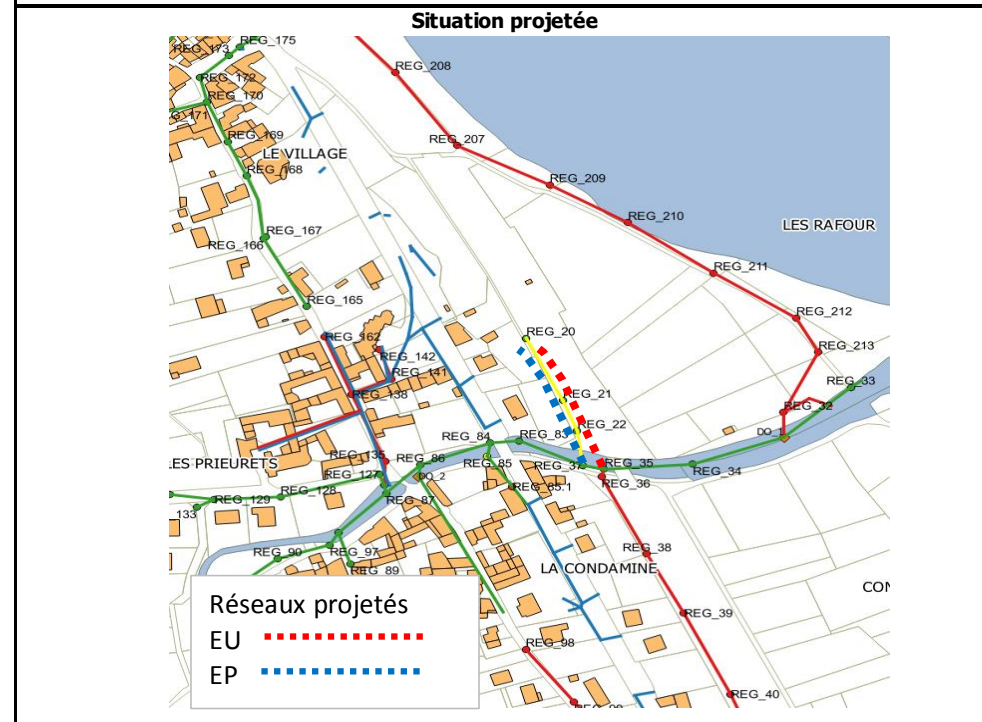 Situation projetée
REG_175
REG_173
REG_208
REG_172
REG_170
REG_171
REG_207
REG_169
LE VILLAGE
REG_168
REG_209
REG_210
LES RAFOUR
REG_167
REG_166
REG_211
REG_165
REG_212
REG_20
REG_162
REG_142
REG_213
REG_141
REG_33
REG_138
REG_21
REG_32
REG_22
DO_1
REG_84
REG_83
REG_135
REG_86
LES PRIEURETS
REG_127
REG_85
REG_37
REG_35
REG_34
DO_2
REG_36
REG_128
REG_85.1
REG_129
REG_87
133
REG_90
REG_97
REG_38
REG_89
LA CONDAMINE
CON
Réseaux projetés
REG_39
EU
REG_98
EP
REG_40